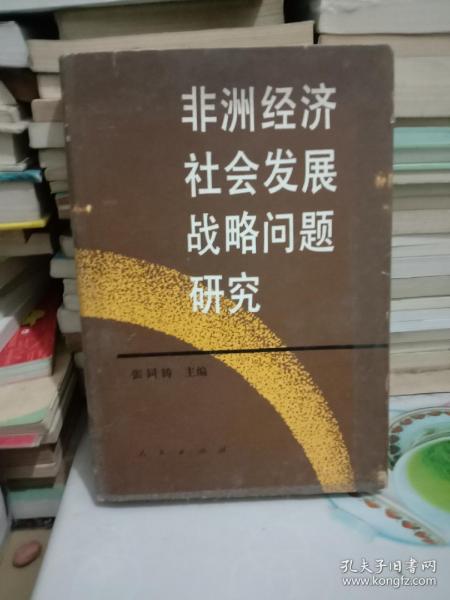 非洲经济
社会发展
战略问题
研究
张同铸 主编
人民出版社
孔夫子旧书网
www.kongfz.com